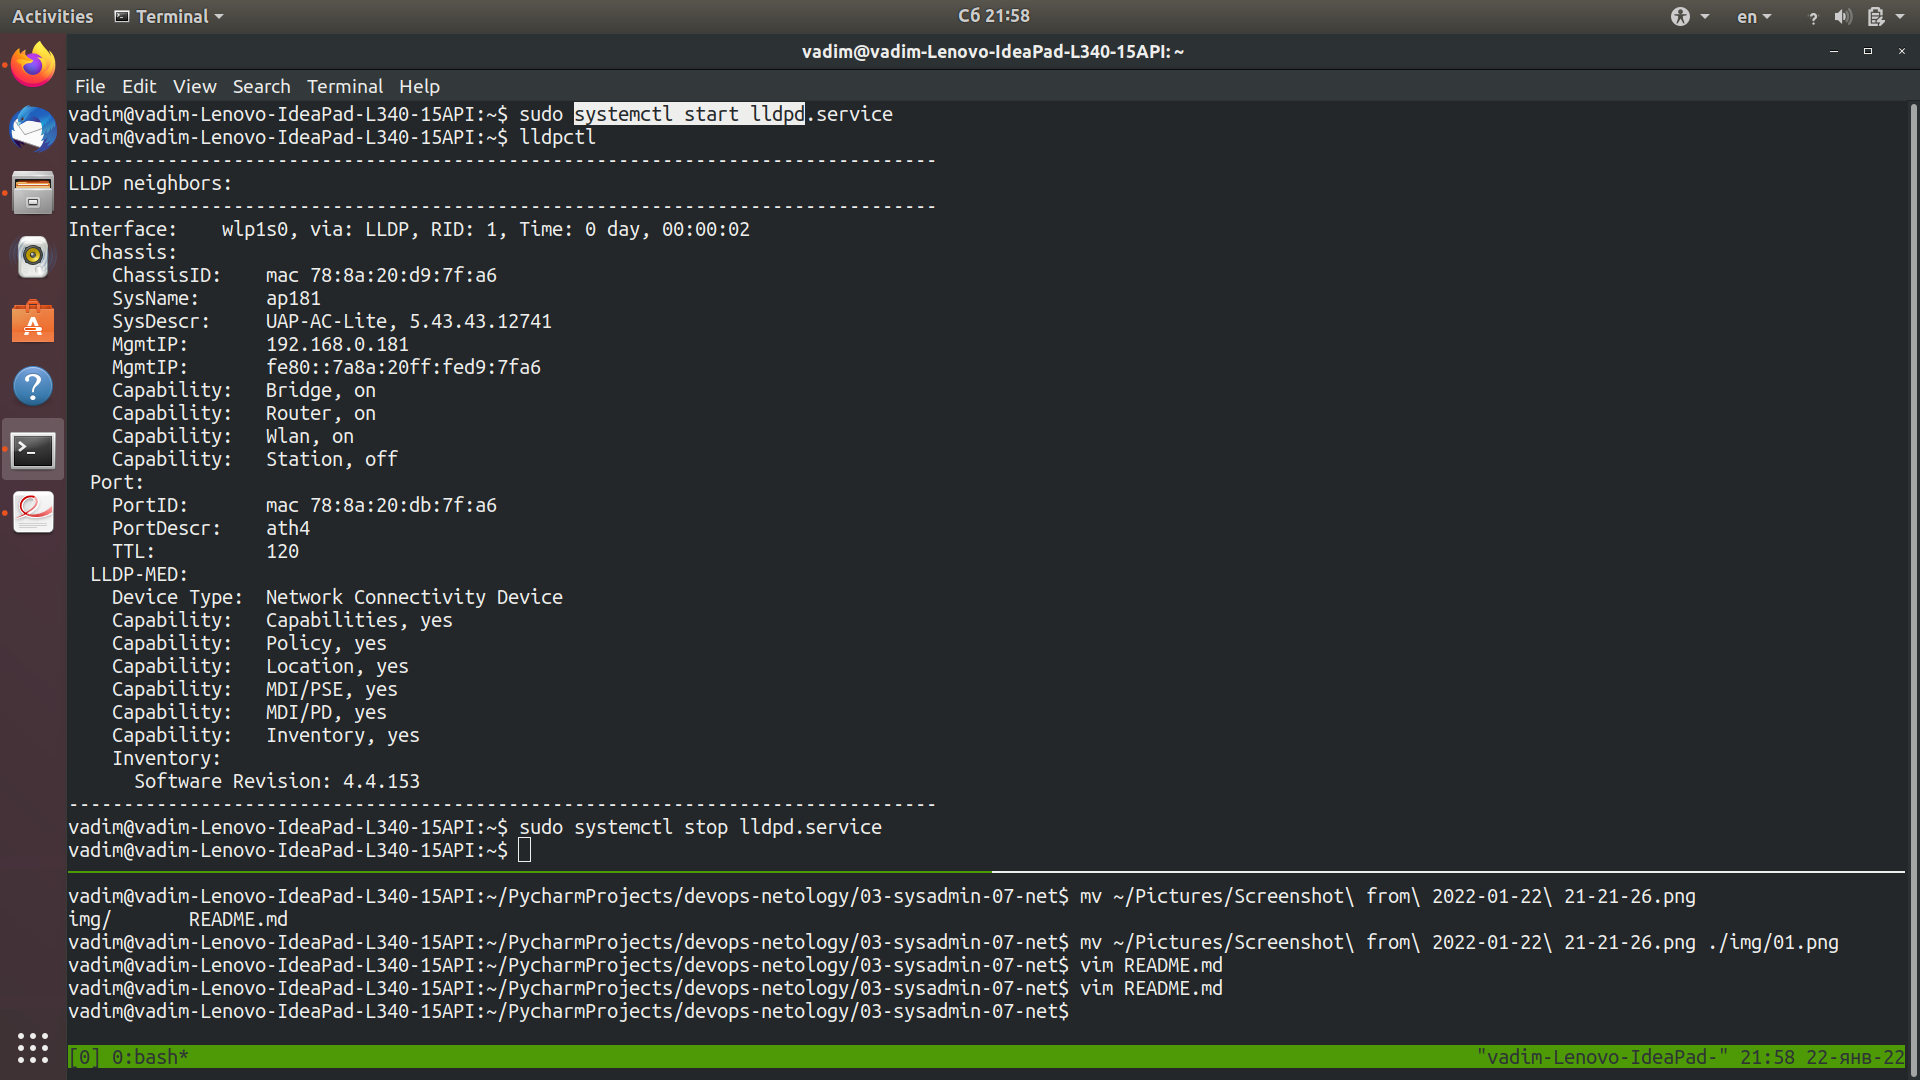 Activities Terminal Сб 21:58 en
vadim@vadim-Lenovo-IdeaPad-L340-15API: ~
File Edit View Search Terminal Help
vadim@vadim-Lenovo-IdeaPad-L340-15API:~$ sudo systemctl start lldpd.service
vadim@vadim-Lenovo-IdeaPad-L340-15API:~$ lldpctl
-------------------------------------------------------------------------------
LLDP neighbors:
-------------------------------------------------------------------------------
Interface:    wlp1s0, via: LLDP, RID: 1, Time: 0 day, 00:00:02
  Chassis:
    ChassisID:    mac 78:8a:20:d9:7f:a6
    SysName:      ap181
    SysDescr:     UAP-AC-Lite, 5.43.43.12741
    MgmtIP:       192.168.0.181
    MgmtIP:       fe80::7a8a:20ff:fed9:7fa6
    Capability:   Bridge, on
    Capability:   Router, on
    Capability:   Wlan, on
    Capability:   Station, off
  Port:
    PortID:       mac 78:8a:20:db:7f:a6
    PortDescr:    ath4
    TTL:          120
  LLDP-MED:
    Device Type:  Network Connectivity Device
    Capability:   Capabilities, yes
    Capability:   Policy, yes
    Capability:   Location, yes
    Capability:   MDI/PSE, yes
    Capability:   MDI/PD, yes
    Capability:   Inventory, yes
    Inventory:
      Software Revision: 4.4.153
-------------------------------------------------------------------------------
vadim@vadim-Lenovo-IdeaPad-L340-15API:~$ sudo systemctl stop lldpd.service
vadim@vadim-Lenovo-IdeaPad-L340-15API:~$
vadim@vadim-Lenovo-IdeaPad-L340-15API:~/PycharmProjects/devops-netology/03-sysadmin-07-net$ mv ~/Pictures/Screenshot\ from\ 2022-01-22\ 21-21-26.png
img/       README.md
vadim@vadim-Lenovo-IdeaPad-L340-15API:~/PycharmProjects/devops-netology/03-sysadmin-07-net$ mv ~/Pictures/Screenshot\ from\ 2022-01-22\ 21-21-26.png ./img/01.png
vadim@vadim-Lenovo-IdeaPad-L340-15API:~/PycharmProjects/devops-netology/03-sysadmin-07-net$ vim README.md
vadim@vadim-Lenovo-IdeaPad-L340-15API:~/PycharmProjects/devops-netology/03-sysadmin-07-net$ vim README.md
vadim@vadim-Lenovo-IdeaPad-L340-15API:~/PycharmProjects/devops-netology/03-sysadmin-07-net$
[0] 0:bash* "vadim-Lenovo-IdeaPad-" 21:58 22-янв-22